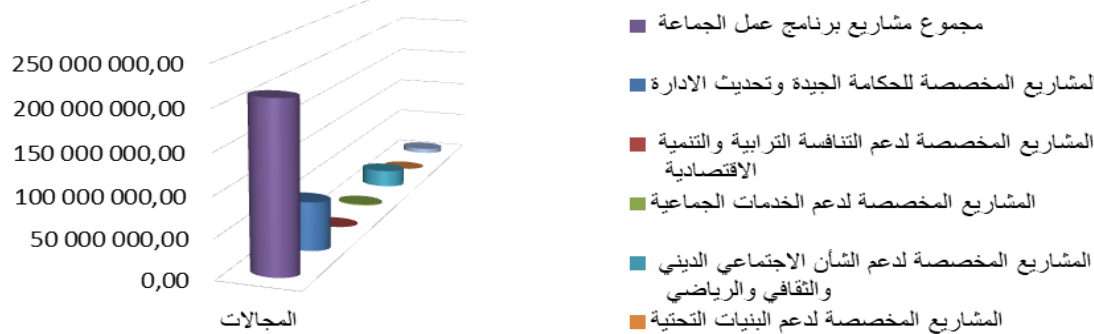 250 000 000,00
200 000 000,00
150 000 000,00
100 000 000,00
50 000 000,00
0,00
المجالات
مجموع مشاريع برنامج عمل الجماعة
لمشاريع المخصصة للحكامة الجيدة وتحديث الادارة
المشاريع المخصصة لدعم التنافسة الترابية والتنمية
الاقتصادية
المشاريع المخصصة لدعم الخدمات الجماعية
المشاريع المخصصة لدعم الشأن الاجتماعي الديني
والثقافي والرياضي
المشاريع المخصصة لدعم البنيات التحتية